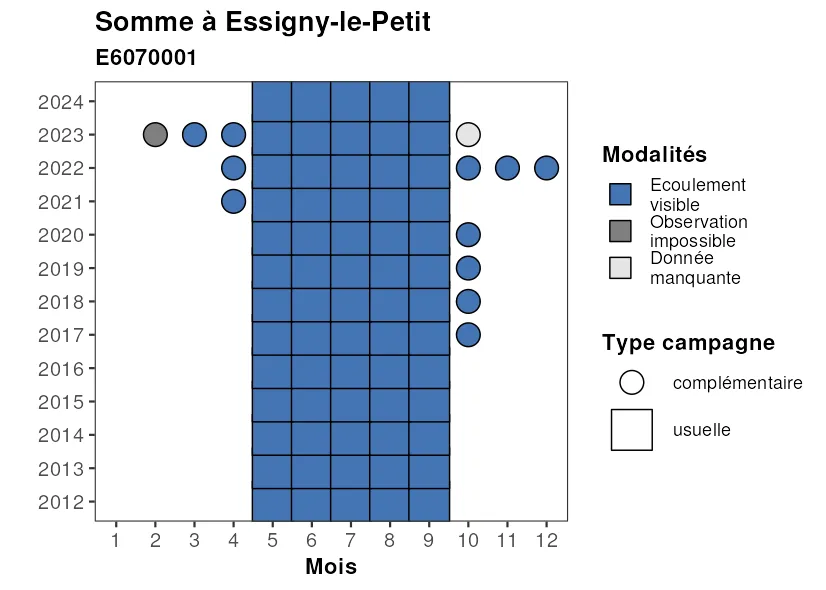 Somme à Essigny-le-Petit
E6070001
2024
2023
2022
2021
2020
2019
2018
2017
2016
2015
2014
2013
2012
1 2 3 4 5 6 7 8 9 10 11 12
Mois
Modalités
Ecoulement
visible
Observation
impossible
Donnée
manquante
Type campagne
complémentaire
usuelle